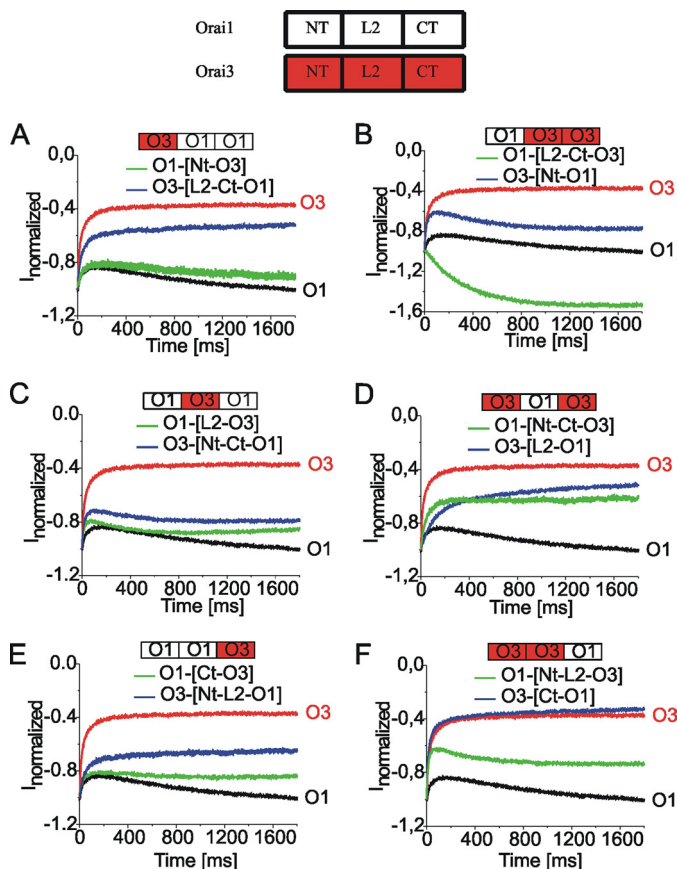 Orai1 NT L2 CT
Orai3 NT L2 CT
A
O3 O1 O1
O1-[Nt-O3]
O3-[L2-Ct-O1]
0,0
-0,4
-0,8
-1,2
Inormalized
O3
O1
0 400 800 1200 1600
Time [ms]
B
O1 O3 O3
O1-[L2-Ct-O3]
O3-[Nt-O1]
0,0
-0,4
-0,8
-1,2
-1,6
Inormalized
O3
O1
0 400 800 1200 1600
Time [ms]
C
O1 O3 O1
O1-[L2-O3]
O3-[Nt-Ct-O1]
0.0
-0.4
-0.8
-1.2
Inormalized
O3
O1
0 400 800 1200 1600
Time [ms]
D
O3 O1 O3
O1-[Nt-Ct-O3]
O3-[L2-O1]
0.0
-0.4
-0.8
-1.2
Inormalized
O3
O1
0 400 800 1200 1600
Time [ms]
E
O1 O1 O3
O1-[Ct-O3]
O3-[Nt-L2-O1]
0.0
-0.4
-0.8
-1.2
Inormalized
O3
O1
0 400 800 1200 1600
Time [ms]
F
O3 O3 O1
O1-[Nt-L2-O3]
O3-[Ct-O1]
0,0
-0,4
-0,8
-1,2
Inormalized
O3
O1
0 400 800 1200 1600
Time [ms]